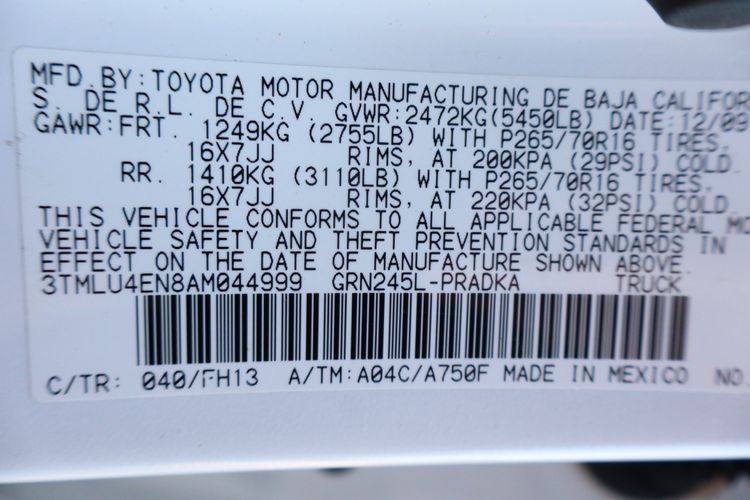 MFD.BY:TOYOTA MOTOR MANUFACTURING DE BAJA CALIFOR
S. DE R.L. DE C.V. GVWR:2472KG(5450LB) DATE:12/09
GAWR:FRT. 1249KG (2755LB) WITH P265/70R16 TIRES,
16X7JJ RIMS, AT 200KPA (29PSI) COLD.
RR. 1410KG (3110LB) WITH P265/70R16 TIRES,
16X7JJ RIMS, AT 220KPA (32PSI) COLD.
THIS VEHICLE CONFORMS TO ALL APPLICABLE FEDERAL MO
VEHICLE SAFETY AND THEFT PREVENTION STANDARDS IN
EFFECT ON THE DATE OF MANUFACTURE SHOWN ABOVE.
3TMLU4EN8AM044999 GRN245L-PRADKA TRUCK
C/TR: 040/FH13 A/TM:A04C/A750F MADE IN MEXICO NO.